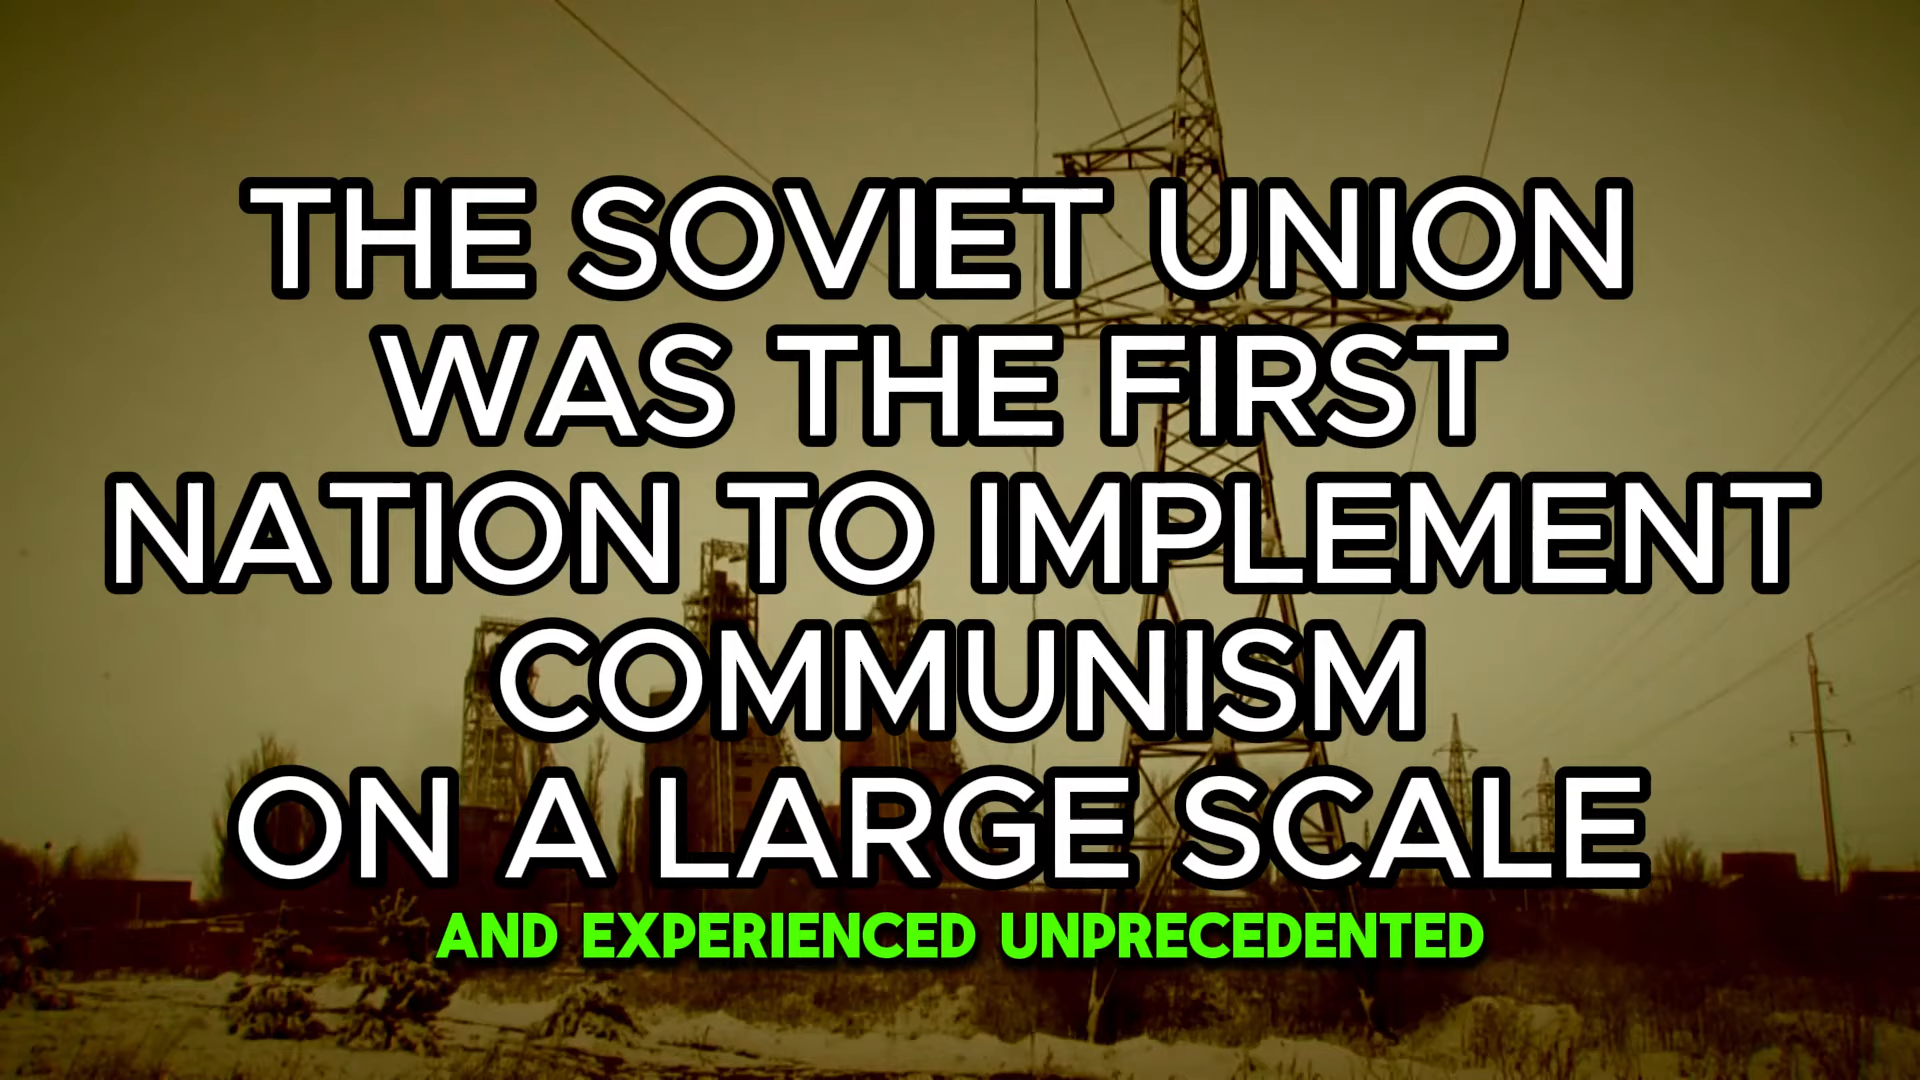 THE SOVIET UNION
WAS THE FIRST
NATION TO IMPLEMENT
COMMUNISM
ON A LARGE SCALE
AND EXPERIENCED UNPRECEDENTED